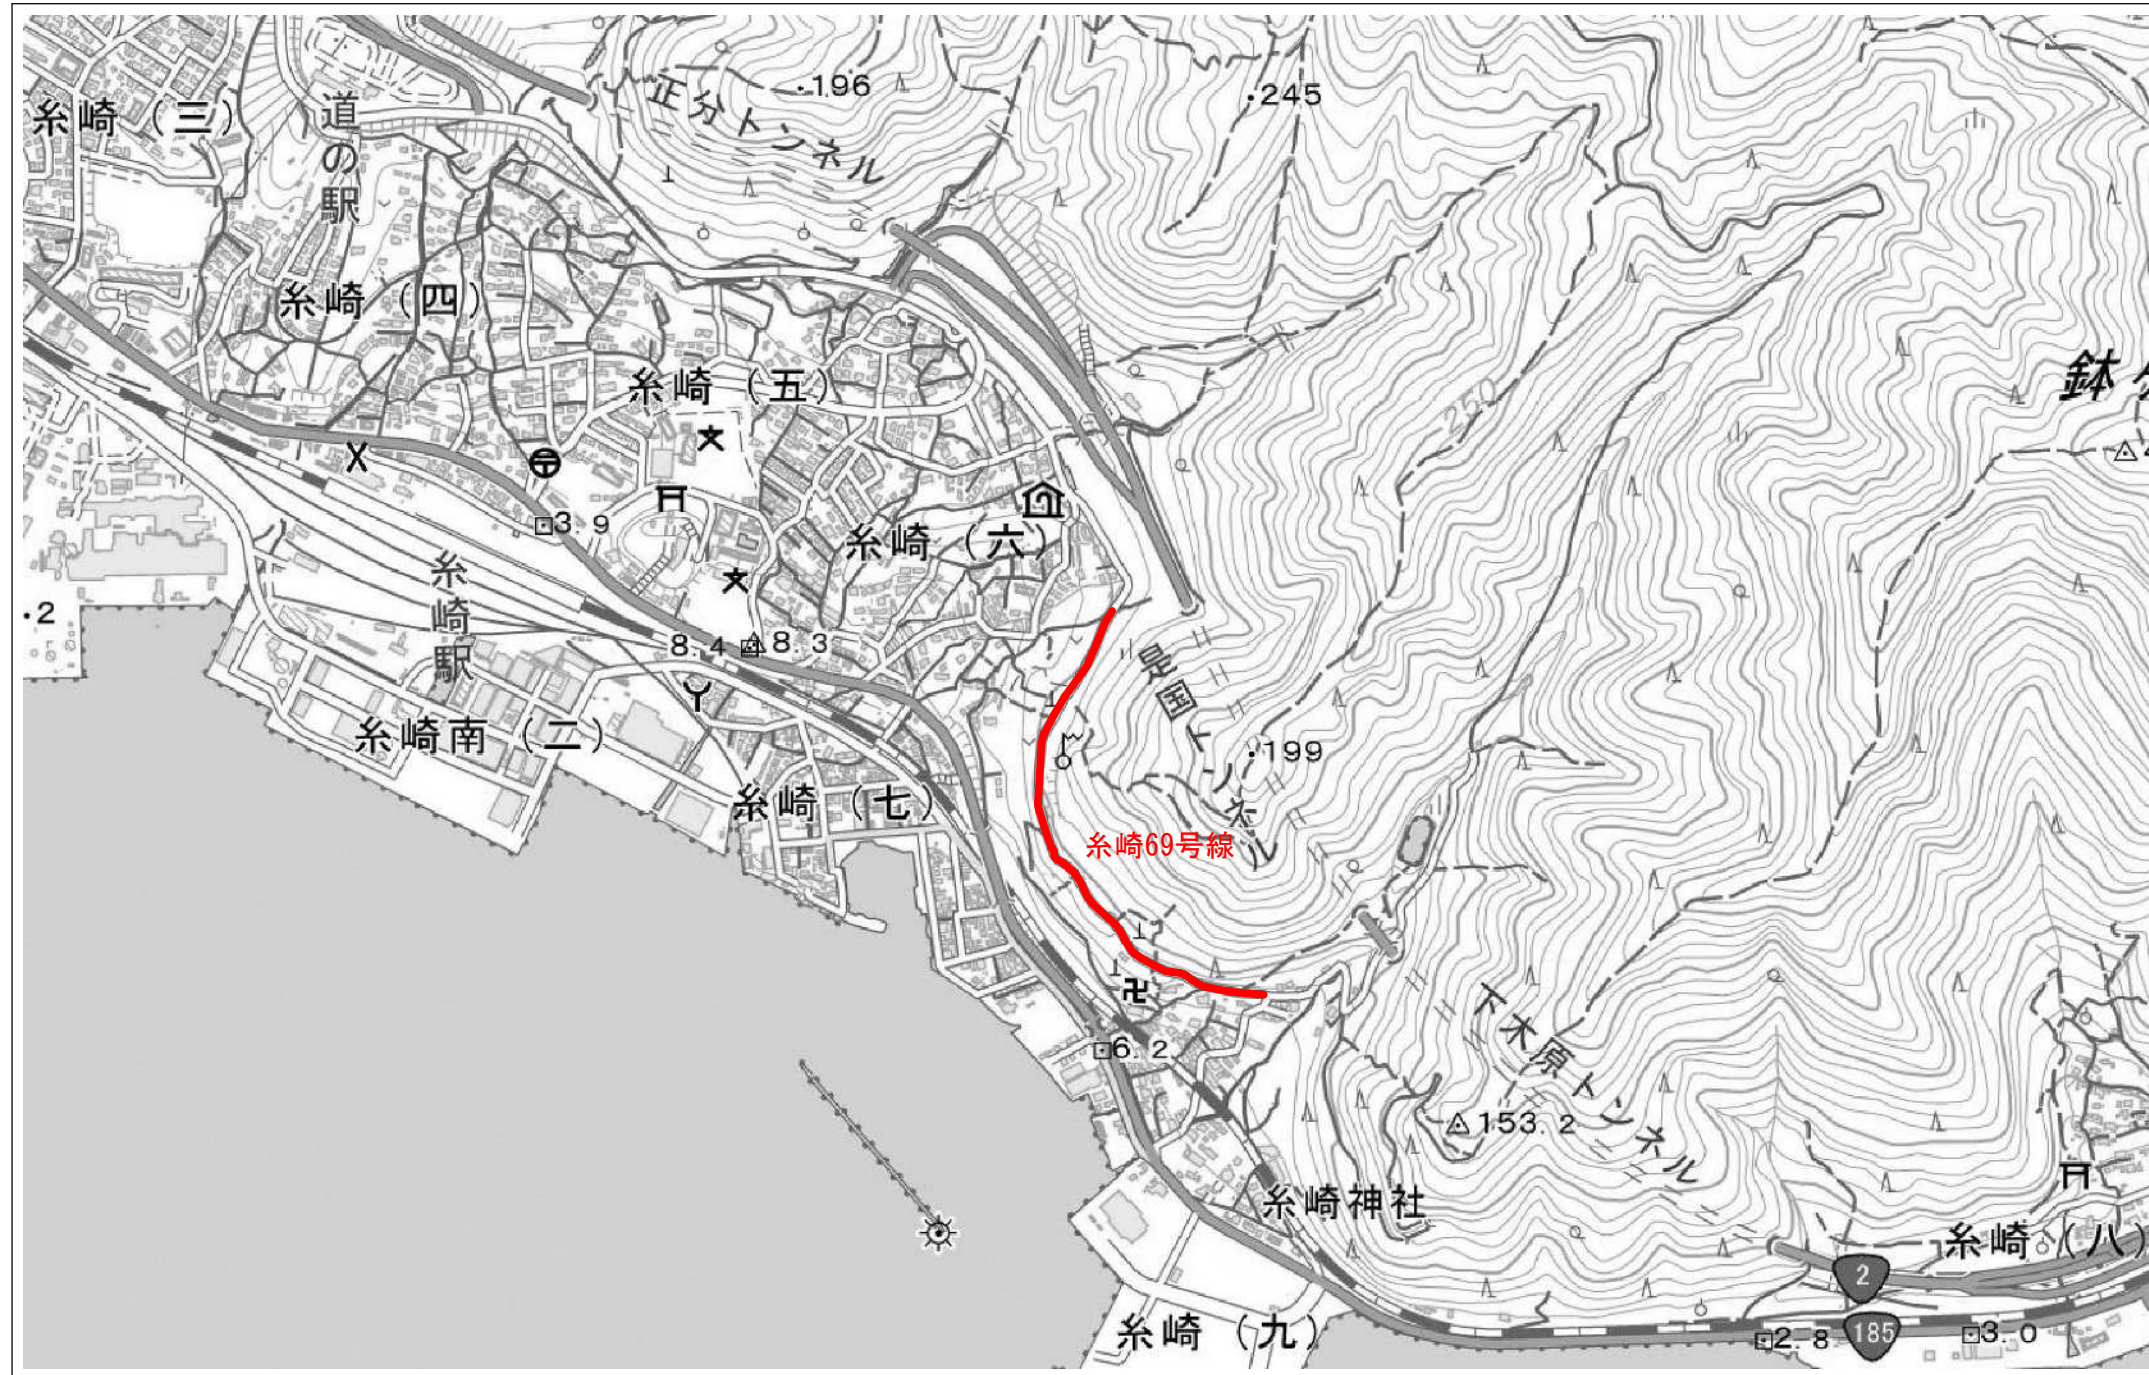 ・196
・245
正分トンネル
糸崎（三）
道の駅
糸崎（四）
糸崎（五）
鉢
250
3.9
糸崎（六）
糸崎駅
・2
8.4
8.3
是国トンネル
糸崎南（二）
・199
糸崎（七）
糸崎69号線
6.2
下木原トンネル
153.2
糸崎神社
糸崎（八）
2
糸崎（九）
2.8
185
3.0